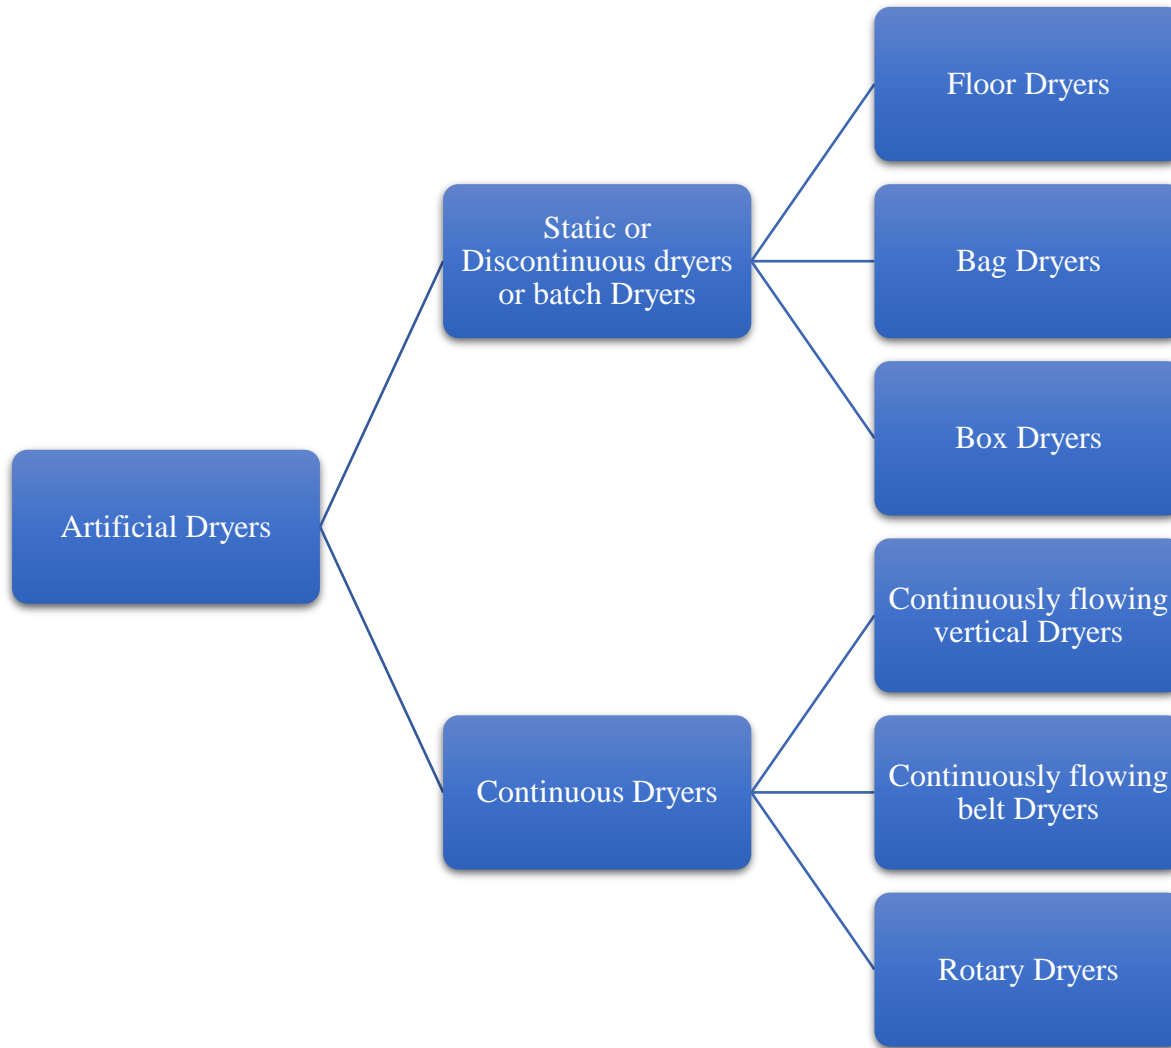 Floor Dryers
Static or
Discontinuous dryers
or batch Dryers
Bag Dryers
Box Dryers
Artificial Dryers
Continuously flowing
vertical Dryers
Continuous Dryers
Continuously flowing
belt Dryers
Rotary Dryers